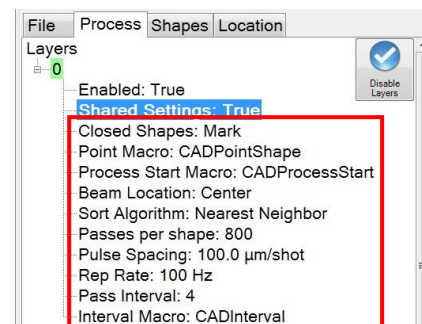 File Process Shapes Location
Layers
0
Disable
Layers
Enabled: True
Shared Settings: True
Closed Shapes: Mark
Point Macro: CADPointShape
Process Start Macro: CADProcessStart
Beam Location: Center
Sort Algorithm: Nearest Neighbor
Passes per shape: 800
Pulse Spacing: 100.0 µm/shot
Rep Rate: 100 Hz
Pass Interval: 4
Interval Macro: CADInterval